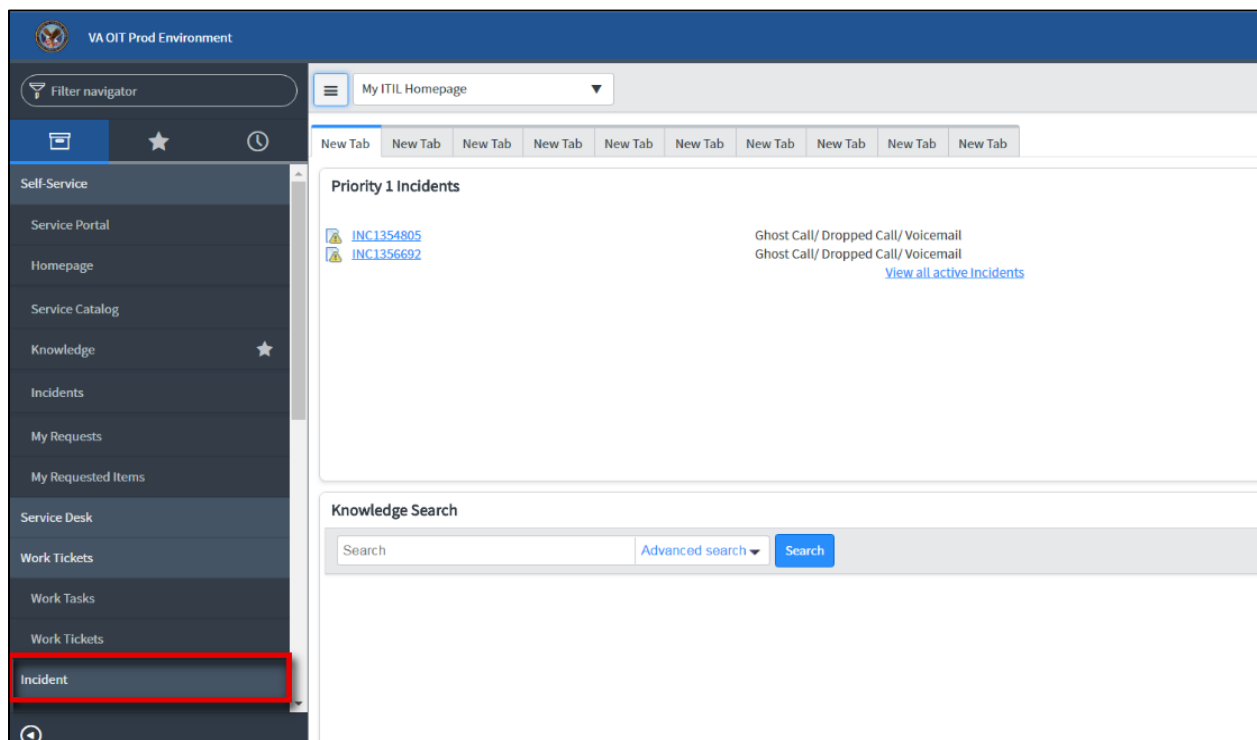 VA OIT Prod Environment
Filter navigator
My ITIL Homepage
New Tab New Tab New Tab New Tab New Tab New Tab New Tab New Tab New Tab New Tab
Self-Service
Service Portal
Homepage
Service Catalog
Knowledge
Incidents
My Requests
My Requested Items
Service Desk
Work Tickets
Work Tasks
Work Tickets
Incident
Priority 1 Incidents
INC1354805 Ghost Call/ Dropped Call/ Voicemail
INC1356692 Ghost Call/ Dropped Call/ Voicemail
View all active Incidents
Knowledge Search
Search Advanced search Search